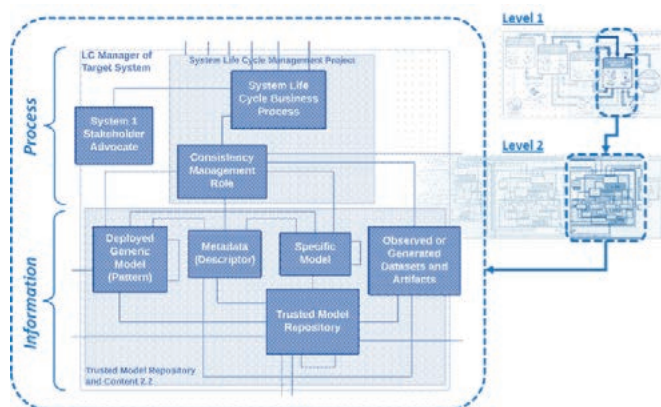 LC Manager of
Target System
System Life Cycle Management Project
System Life
Cycle Business
Process
System 1
Stakeholder
Advocate
Consistency
Management
Role
Process
Deployed
Generic
Model
(Pattern)
Metadata
(Descriptor)
Specific
Model
Observed or
Generated
Datasets and
Artifacts
Trusted Model
Repository
Information
Trusted Model Repository
and Content 2.2
Level 1
Level 2